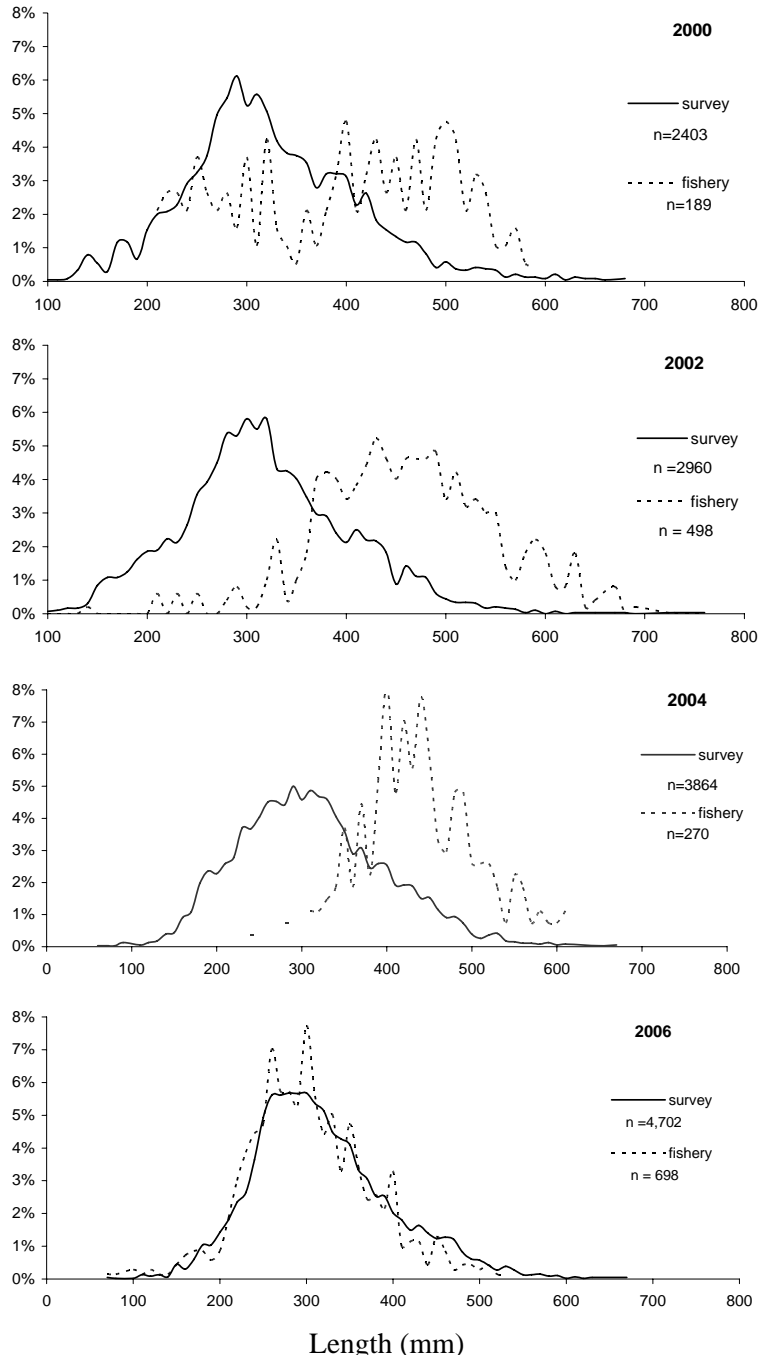 8%
2000
7%
6%
survey
5%
n=2403
4%
3%
fishery
n=189
2%
1%
0%
100 200 300 400 500 600 700 800
8%
2002
7%
6%
survey
5%
n =2960
4%
fishery
3%
n = 498
2%
1%
0%
100 200 300 400 500 600 700 800
8%
2004
7%
6%
survey
5%
n=3864
4%
fishery
n=270
3%
2%
1%
0%
0 100 200 300 400 500 600 700 800
8%
2006
7%
6%
survey
5%
n =4,702
4%
fishery
3%
n = 698
2%
1%
0%
0 100 200 300 400 500 600 700 800
Length (mm)